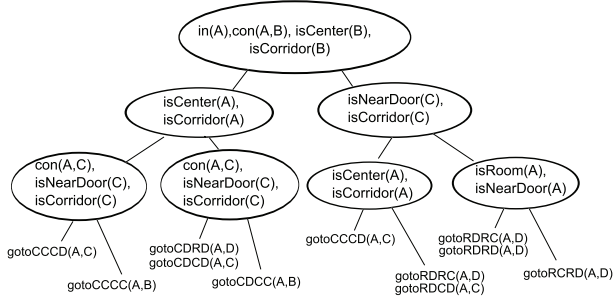 in(A),con(A,B), isCenter(B),
isCorridor(B)
isCenter(A),
isCorridor(A)
isNearDoor(C),
isCorridor(C)
con(A,C),
isNearDoor(C),
isCorridor(C)
con(A,C),
isNearDoor(C),
isCorridor(C)
isCenter(A),
isCorridor(A)
isRoom(A),
isNearDoor(A)
gotoCCCD(A,C)
gotoCCCC(A,B)
gotoCDRD(A,D)
gotoCDCD(A,C)
gotoCDCC(A,B)
gotoCCCD(A,C)
gotoRDRC(A,D)
gotoRDCD(A,C)
gotoRDRC(A,D)
gotoRDRD(A,D)
gotoRCRD(A,D)